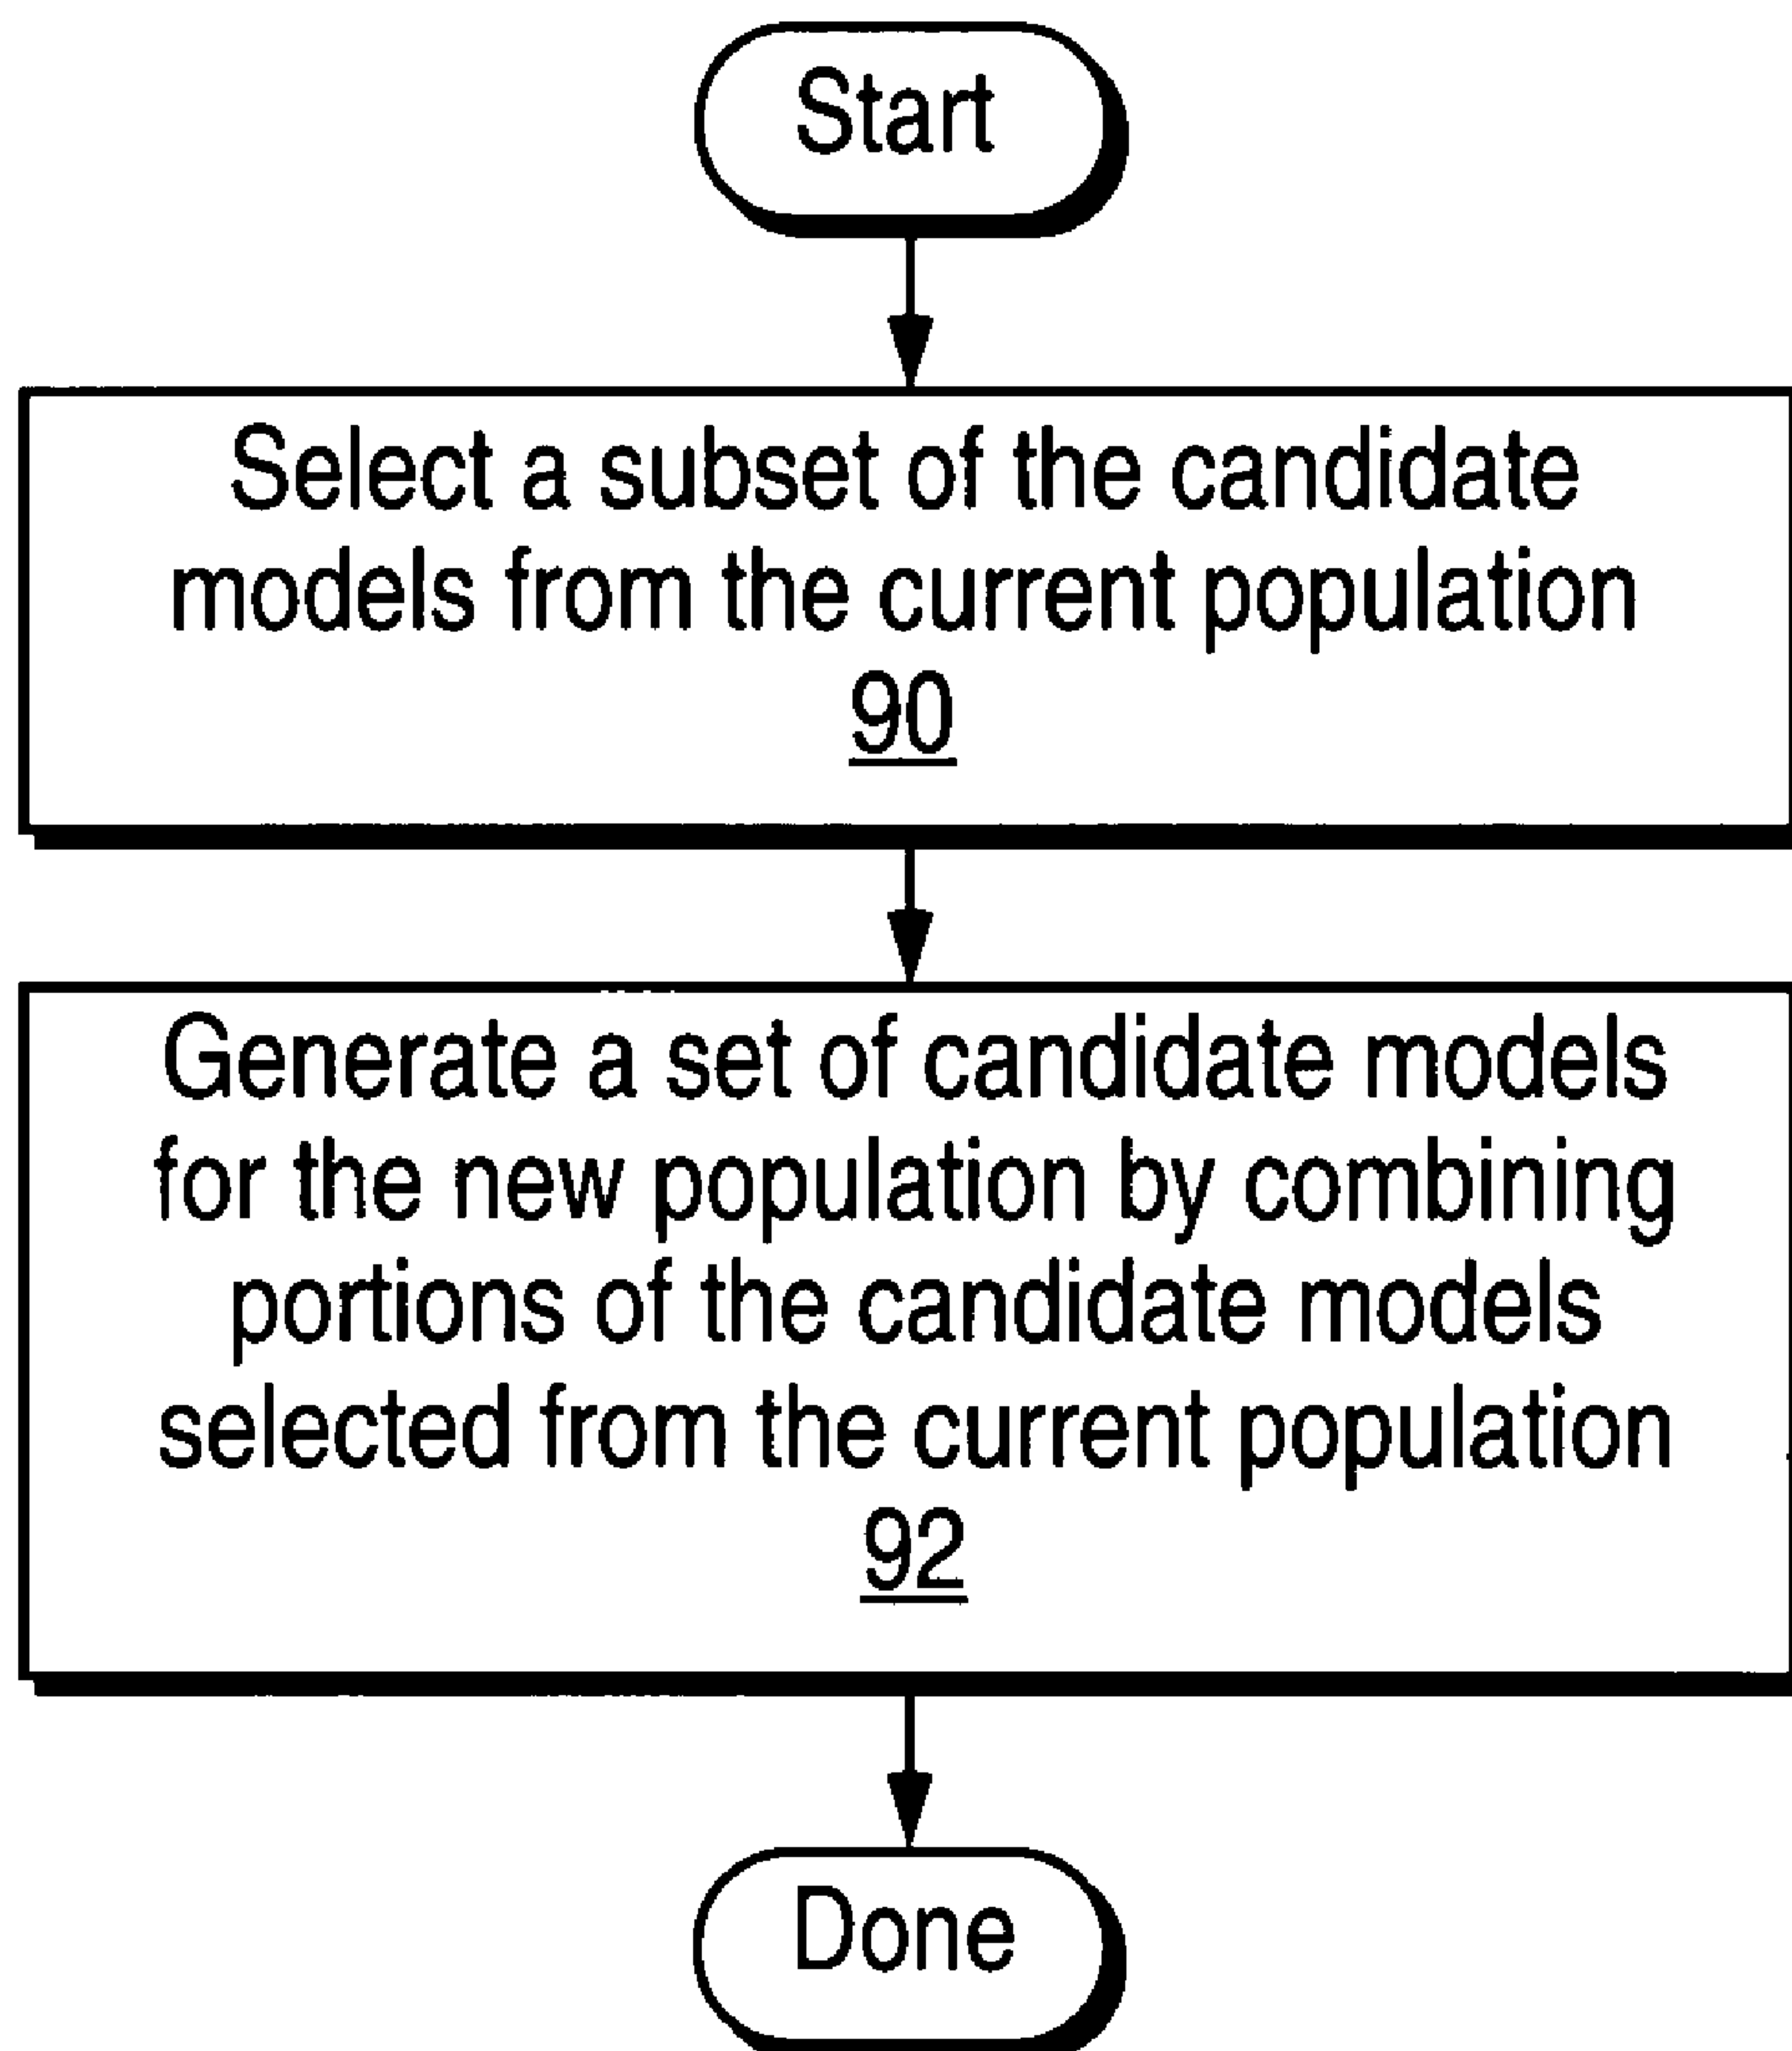 Start
Select a subset of the candidate
models from the current population
90
Generate a set of candidate models
for the new population by combining
portions of the candidate models
selected from the current population
92
Done